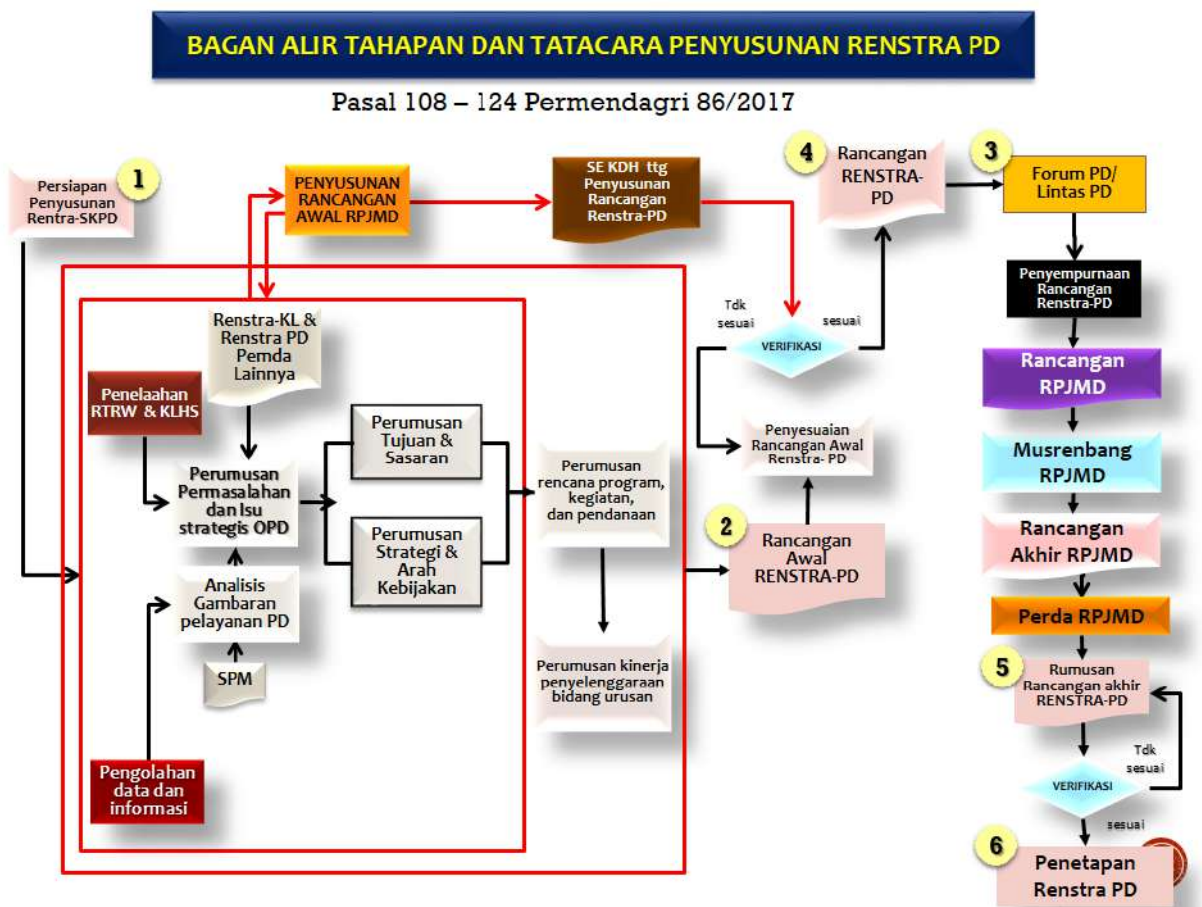 BAGAN ALIR TAHAPAN DAN TATACARA PENYUSUNAN RENSTRA PD
Pasal 108 – 124 Permendagri 86/2017
1
Persiapan
Penyusunan
Rentra-SKPD
PENYUSUNAN
RANCANGAN
AWAL RPJMD
SE KDH ttg
Penyusunan
Rancangan
Renstra-PD
4
Rancangan
RENSTRA-
PD
3
Forum PD/
Lintas PD
Penyempurnaan
Rancangan
Renstra-PD
Rancangan
RPJMD
Musrenbang
RPJMD
Rancangan
Akhir RPJMD
Perda RPJMD
5
Rumusan
Rancangan akhir
RENSTRA-PD
Tdk
sesuai
VERIFIKASI
sesuai
6
Penetapan
Renstra PD
Tdk
sesuai
sesuai
VERIFIKASI
Penyesuaian
Rancangan Awal
Renstra- PD
2
Rancangan
Awal
RENSTRA-PD
Renstra-KL &
Renstra PD
Pemda
Lainnya
Penelaahan
RTRW & KLHS
Perumusan
Permasalahan
dan Isu
strategis OPD
Perumusan
Tujuan &
Sasaran
Perumusan
Strategi &
Arah
Kebijakan
Perumusan
rencana program,
kegiatan,
dan pendanaan
Analisis
Gambaran
pelayanan PD
SPM
Perumusan kinerja
penyelenggaraan
bidang urusan
Pengolahan
data dan
informasi